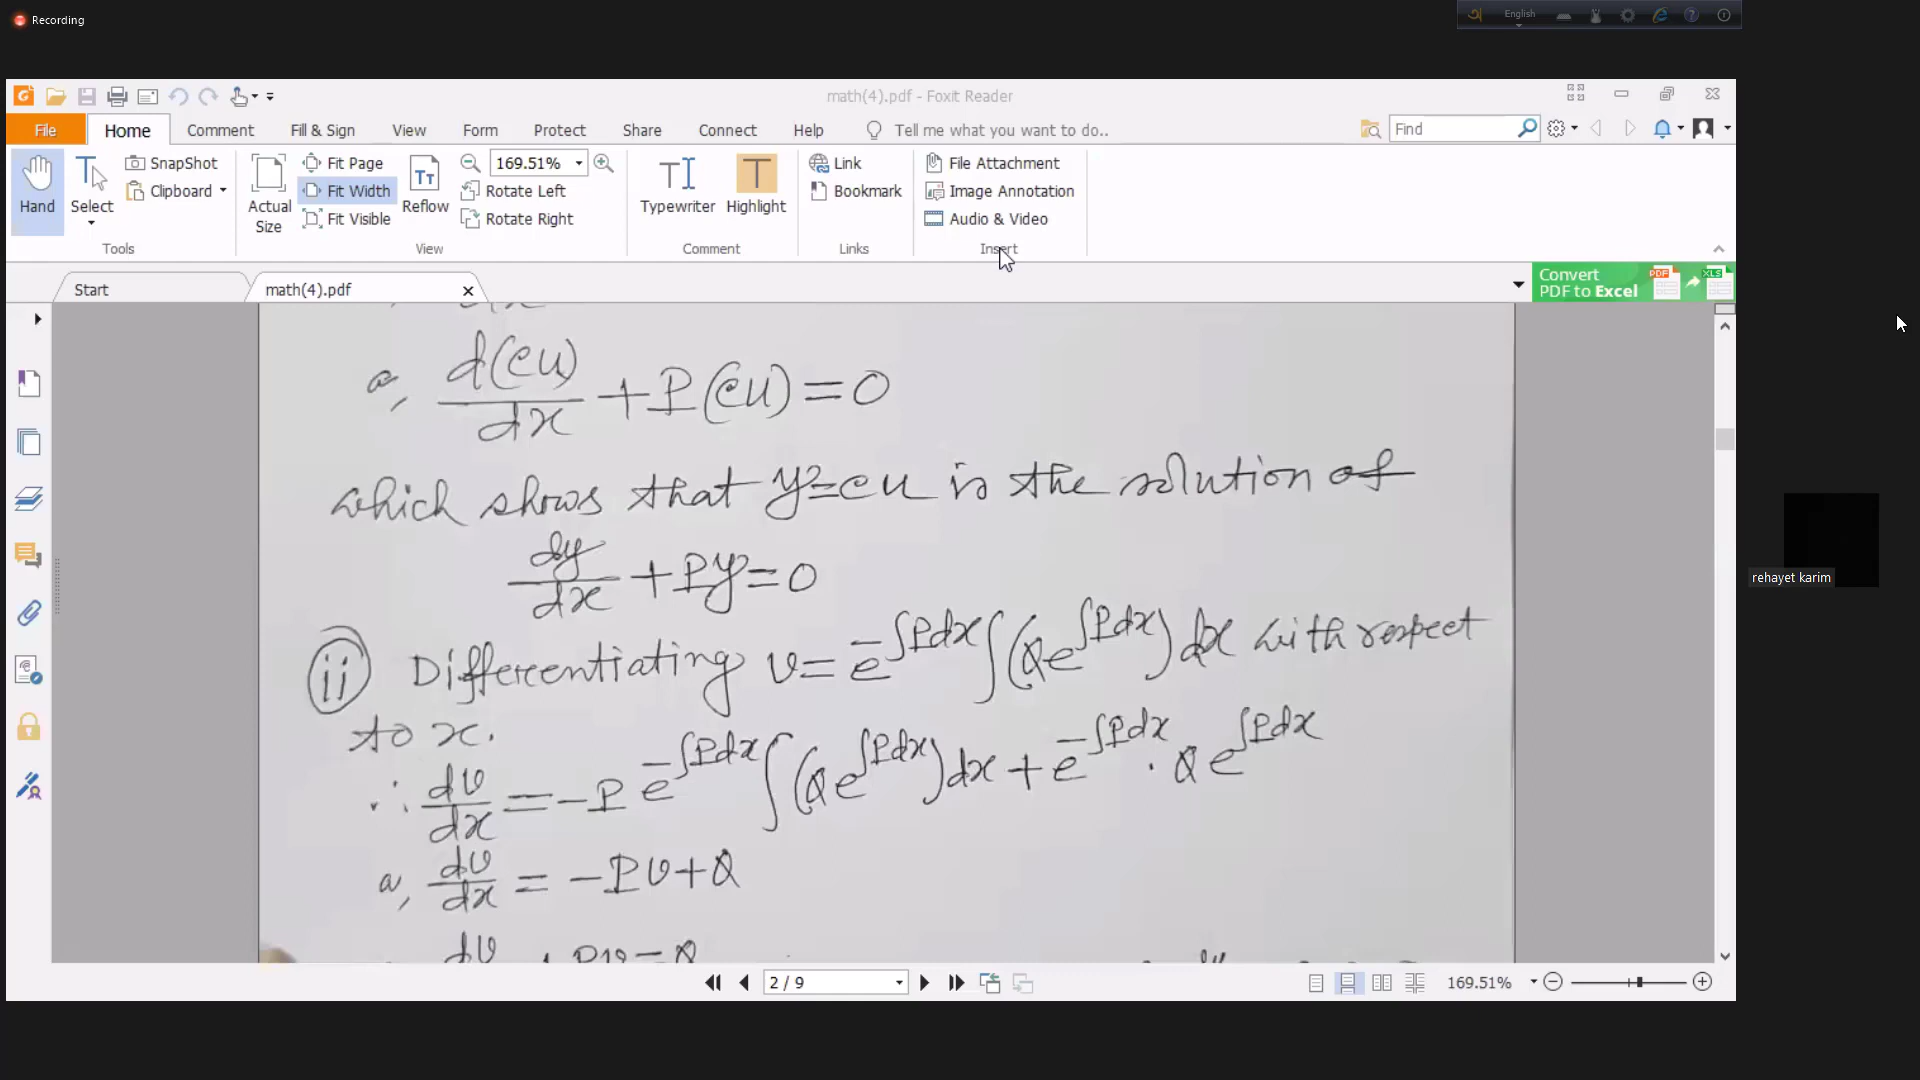 Recording
English
math(4).pdf - Foxit Reader
File Home Comment Fill & Sign View Form Protect Share Connect Help Tell me what you want to do.. Find
SnapShot Fit Page 169.51% Link File Attachment
Clipboard Fit Width Rotate Left Bookmark Image Annotation
Hand Select Actual Size Reflow Typewriter Highlight
Fit Visible Rotate Right Audio & Video
Tools View Comment Links Insert
Start math(4).pdf Convert PDF to Excel
PDF XLS
d(cu)/dx + P(cu) = 0
which shows that y=cu is the solution of
dy/dx + Py = 0
(ii) Differentiating v = e^{-∫Pdx} ∫(Qe^{∫Pdx})dx with respect
to x.
∴ dv/dx = -P e^{-∫Pdx} ∫(Qe^{∫Pdx})dx + e^{-∫Pdx} . Qe^{∫Pdx}
dv/dx = -Pv+Q
rehayet karim
2 / 9 169.51%